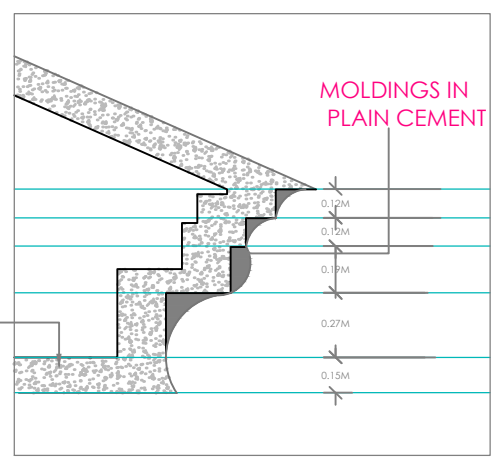 MOLDINGS IN
PLAIN CEMENT
0.12M
0.12M
0.19M
0.27M
0.15M